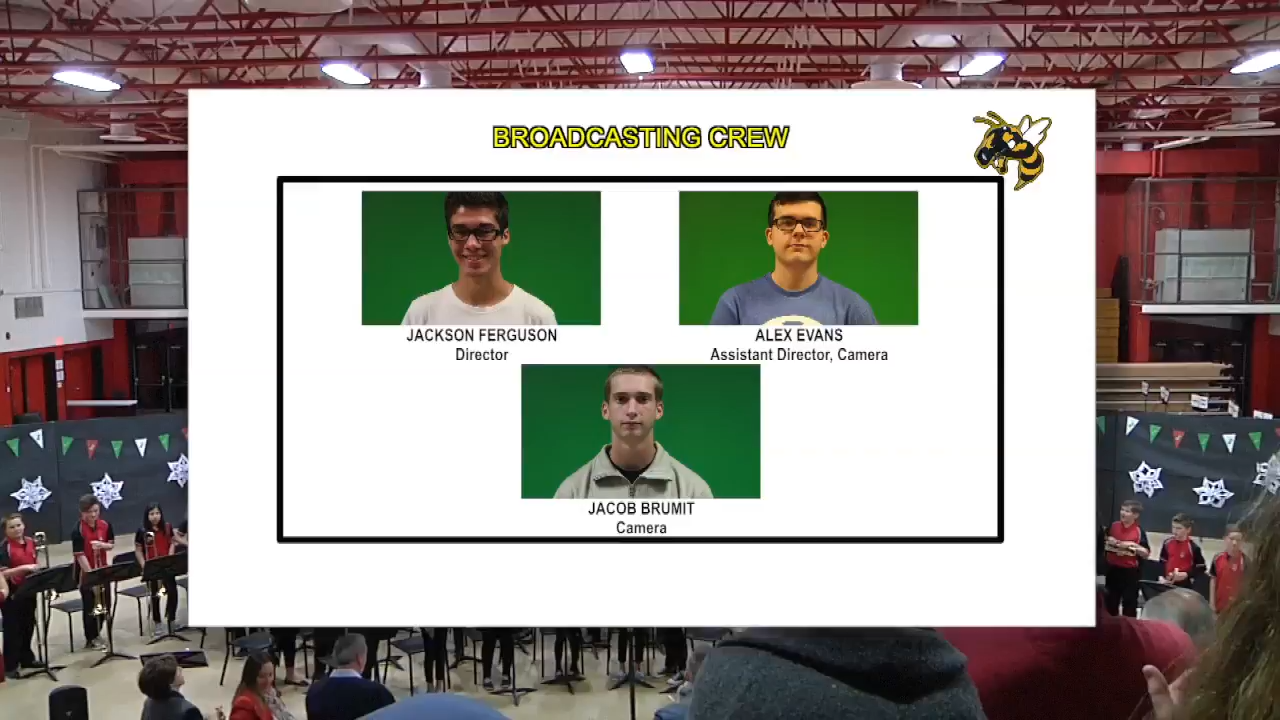 BROADCASTING CREW
JACKSON FERGUSON
Director
ALEX EVANS
Assistant Director, Camera
JACOB BRUMIT
Camera